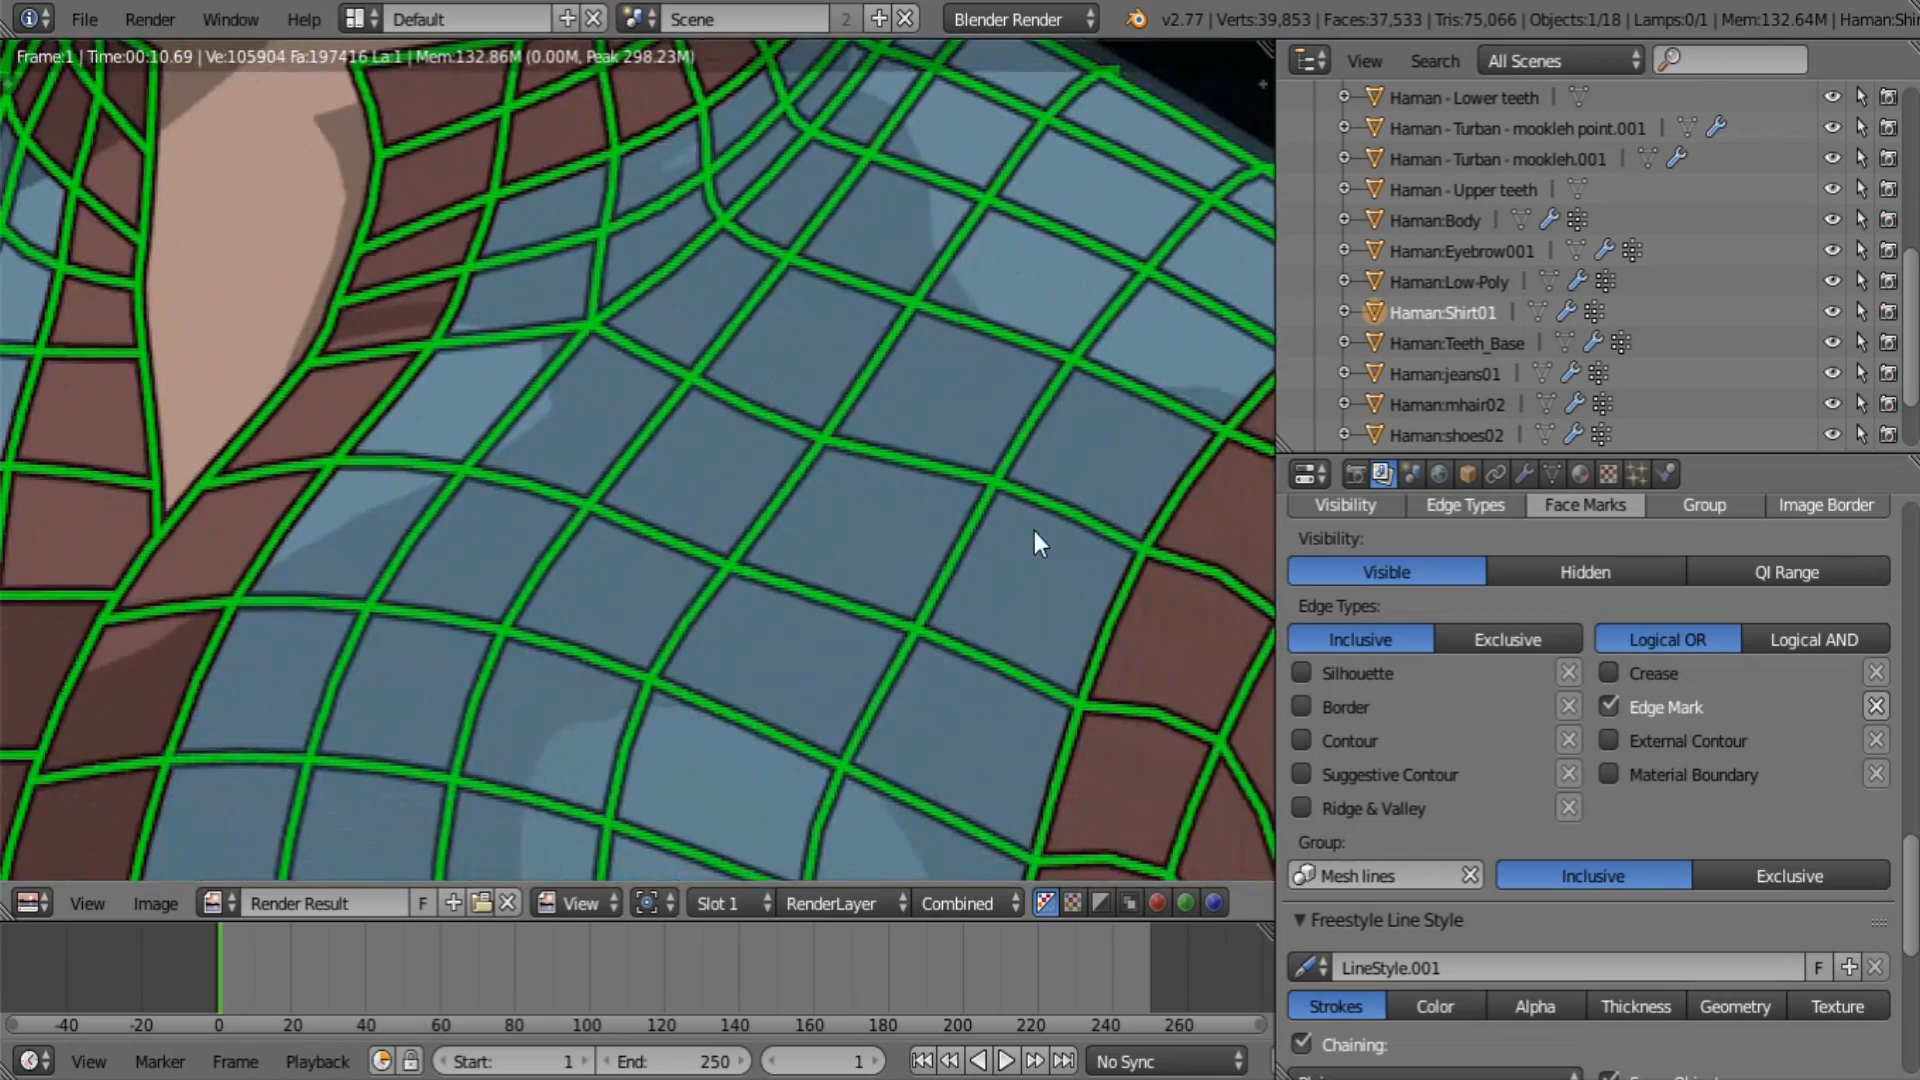 File Render Window Help Default Scene 2 Blender Render v2.77 | Verts:39,853 | Faces:37,533 | Tris:75,066 | Objects:1/18 | Lamps:0/1 | Mem:132.64M | Haman:Shir
Frame:1 | Time:00:10.69 | Ve:105904 Fa:197416 La:1 | Mem:132.86M (0.00M, Peak 298.23M)
View Search All Scenes
Haman - Lower teeth
Haman - Turban - mookleh point.001
Haman - Turban - mookleh.001
Haman - Upper teeth
Haman:Body
Haman:Eyebrow001
Haman:Low-Poly
Haman:Shirt01
Haman:Teeth_Base
Haman:jeans01
Haman:mhair02
Haman:shoes02
Visibility Edge Types Face Marks Group Image Border
Visibility:
Visible Hidden QI Range
Edge Types:
Inclusive Exclusive Logical OR Logical AND
Silhouette Crease
Border Edge Mark
Contour External Contour
Suggestive Contour Material Boundary
Ridge & Valley
Group:
Mesh lines Inclusive Exclusive
Freestyle Line Style
LineStyle.001 F
Strokes Color Alpha Thickness Geometry Texture
Chaining:
View Image Render Result F View Slot 1 RenderLayer Combined
-40 -20 0 20 40 60 80 100 120 140 160 180 200 220 240 260
View Marker Frame Playback Start: 1 End: 250 1 No Sync